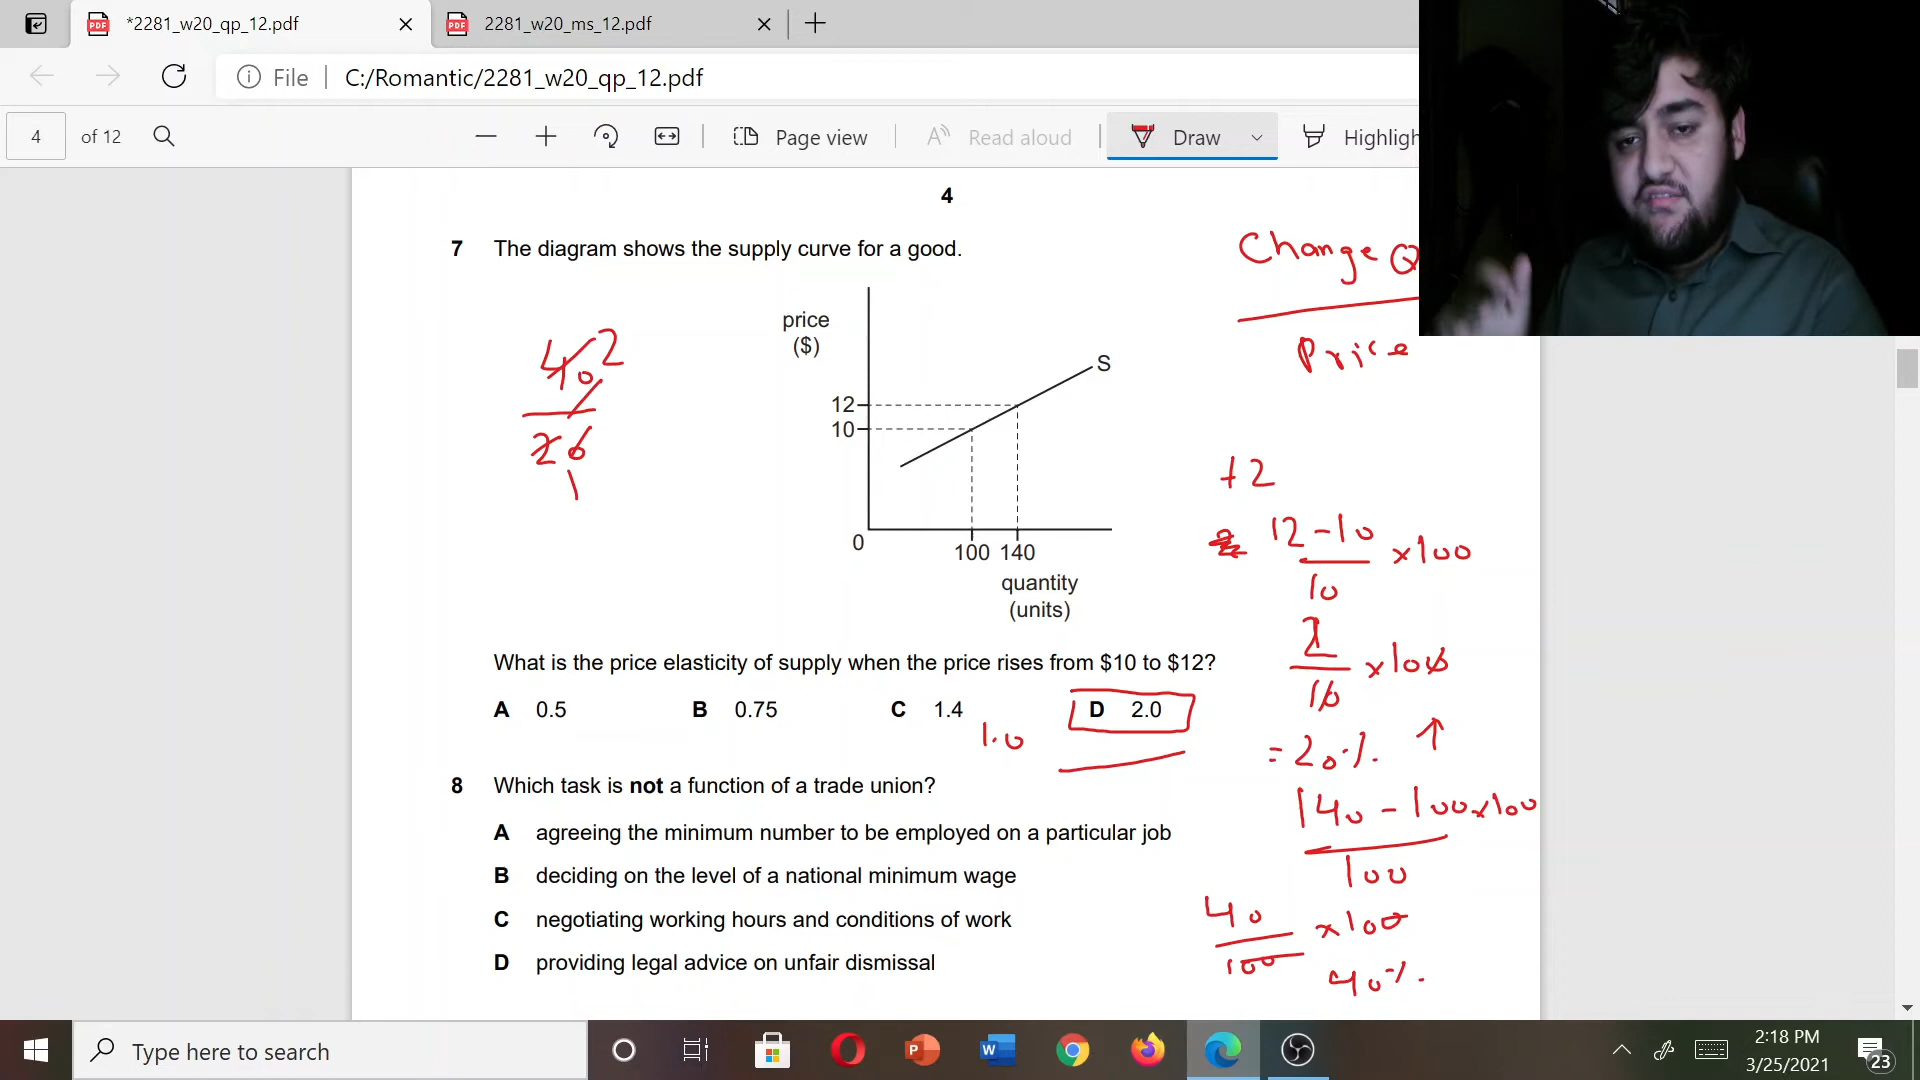 *2281_w20_qp_12.pdf
2281_w20_ms_12.pdf
File
C:/Romantic/2281_w20_qp_12.pdf
4 of 12
Page view
Read aloud
Draw
Highligh
4
7 The diagram shows the supply curve for a good.
Change Q
Price
40 2
20
1
price
($)
S
12
10
0
100 140
quantity
(units)
+2
12-10 x100
10
2 x100
10
=20%
140-100x100
100
40 x100
100
40%
What is the price elasticity of supply when the price rises from $10 to $12?
A 0.5 B 0.75 C 1.4 D 2.0
1.0
8 Which task is not a function of a trade union?
A agreeing the minimum number to be employed on a particular job
B deciding on the level of a national minimum wage
C negotiating working hours and conditions of work
D providing legal advice on unfair dismissal
Type here to search
2:18 PM
3/25/2021
23